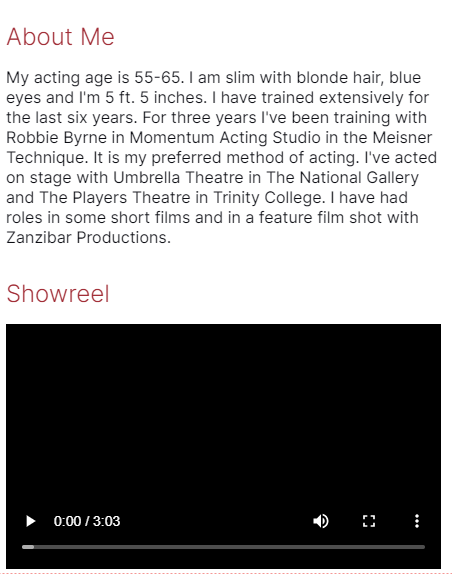 About Me
My acting age is 55-65. I am slim with blonde hair, blue
eyes and I'm 5 ft. 5 inches. I have trained extensively for
the last six years. For three years I've been training with
Robbie Byrne in Momentum Acting Studio in the Meisner
Technique. It is my preferred method of acting. I've acted
on stage with Umbrella Theatre in The National Gallery
and The Players Theatre in Trinity College. I have had
roles in some short films and in a feature film shot with
Zanzibar Productions.
Showreel
0:00 / 3:03